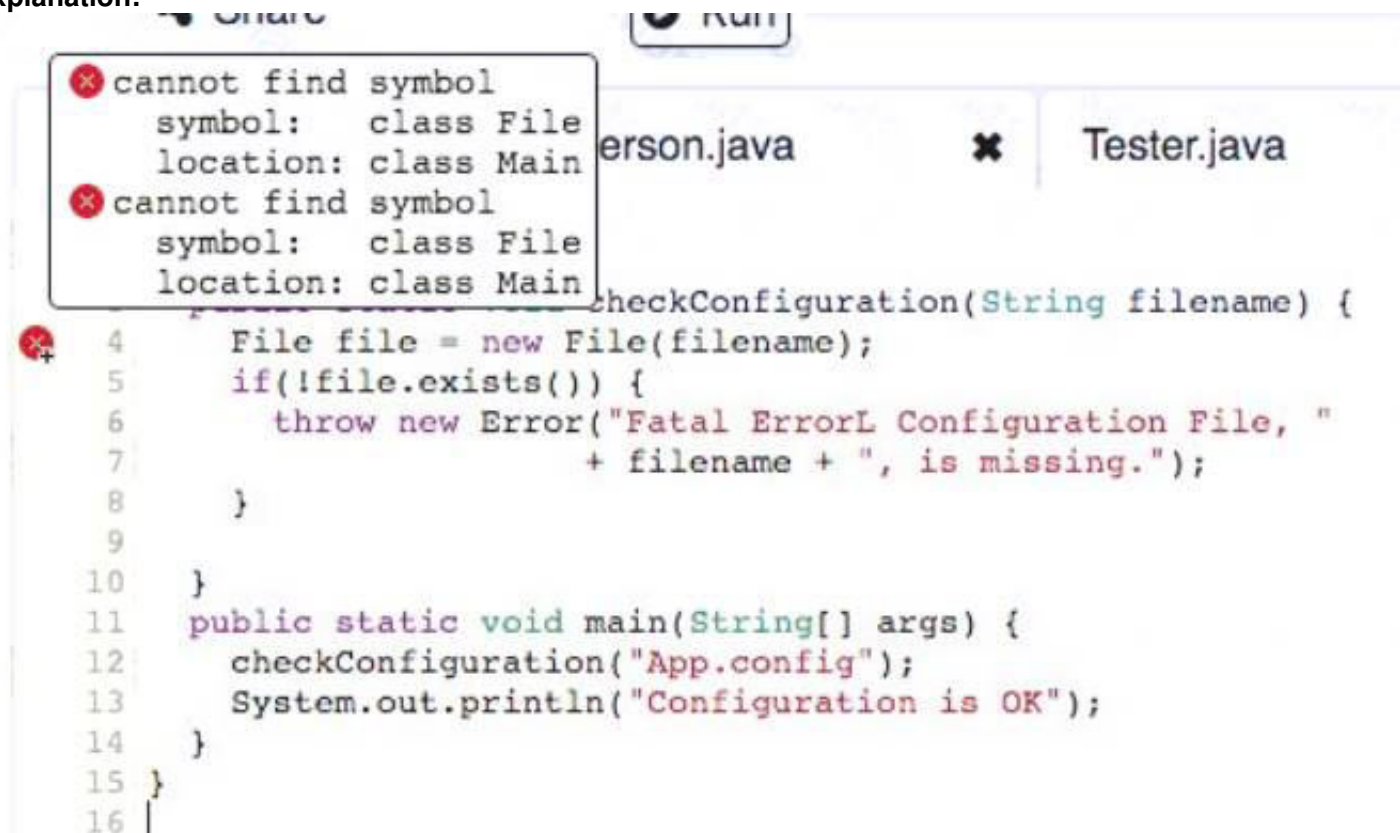 xplanation:
Share
Run
cannot find symbol
symbol: class File
location: class Main
cannot find symbol
symbol: class File
location: class Main
erson.java ✖ Tester.java
checkConfiguration(String filename) {
4 File file = new File(filename);
5 if(!file.exists()) {
6 throw new Error("Fatal ErrorL Configuration File, "
7 + filename + ", is missing.");
8 }
9
10 }
11 public static void main(String[] args) {
12 checkConfiguration("App.config");
13 System.out.println("Configuration is OK");
14 }
15 }
16